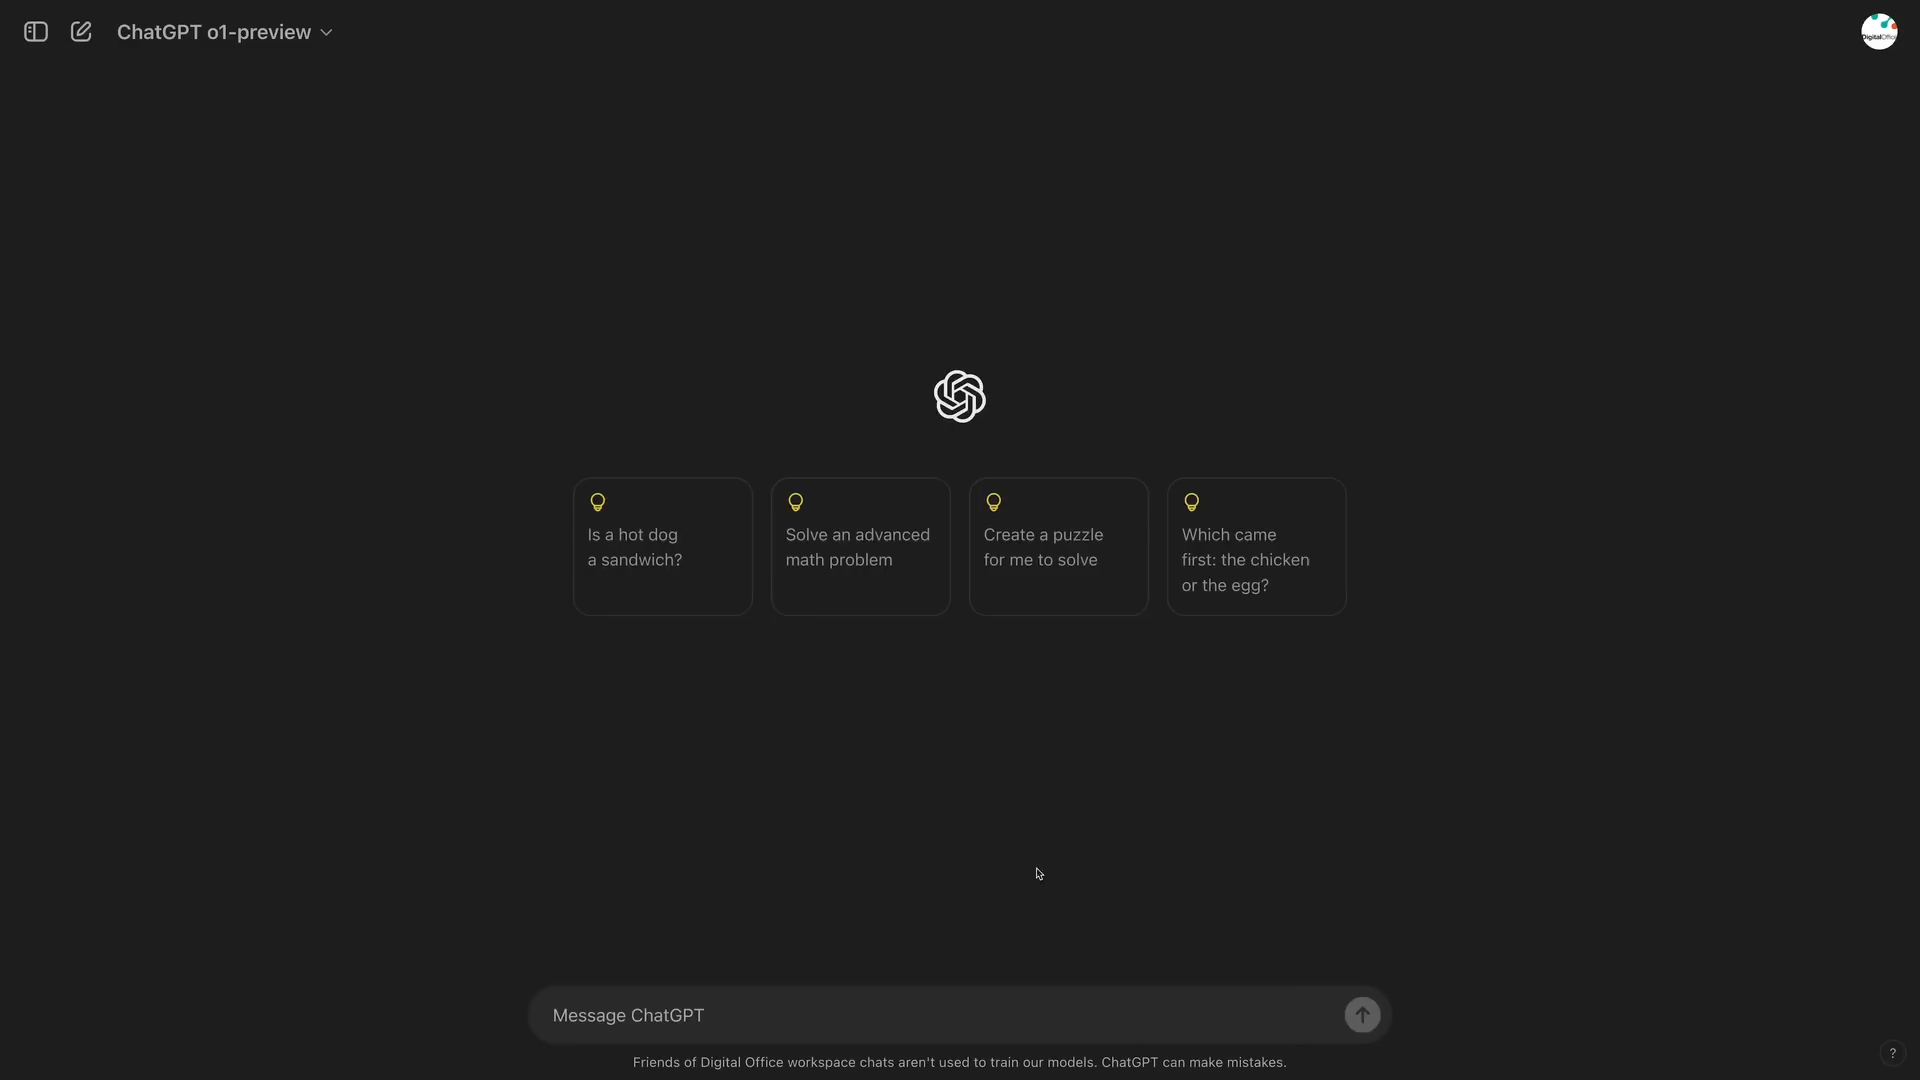 ChatGPT o1-preview
DigitalOffice
Is a hot dog
a sandwich?
Solve an advanced
math problem
Create a puzzle
for me to solve
Which came
first: the chicken
or the egg?
Message ChatGPT
Friends of Digital Office workspace chats aren't used to train our models. ChatGPT can make mistakes.
?